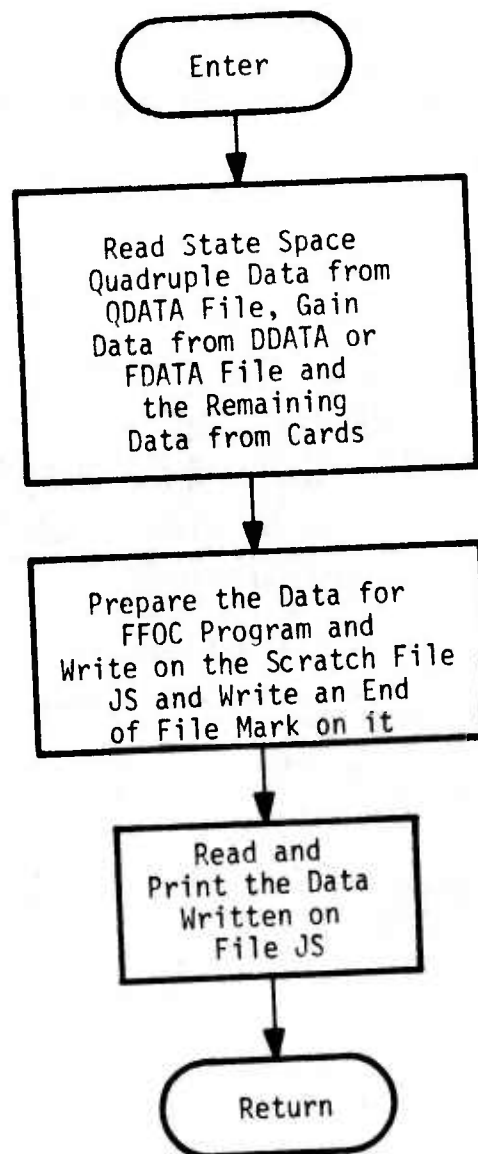 Enter
Read State Space
Quadruple Data from
QDATA File, Gain
Data from DDATA or
FDATA File and
the Remaining
Data from Cards
Prepare the Data for
FFOC Program and
Write on the Scratch File
JS and Write an End
of File Mark on it
Read and
Print the Data
Written on
File JS
Return